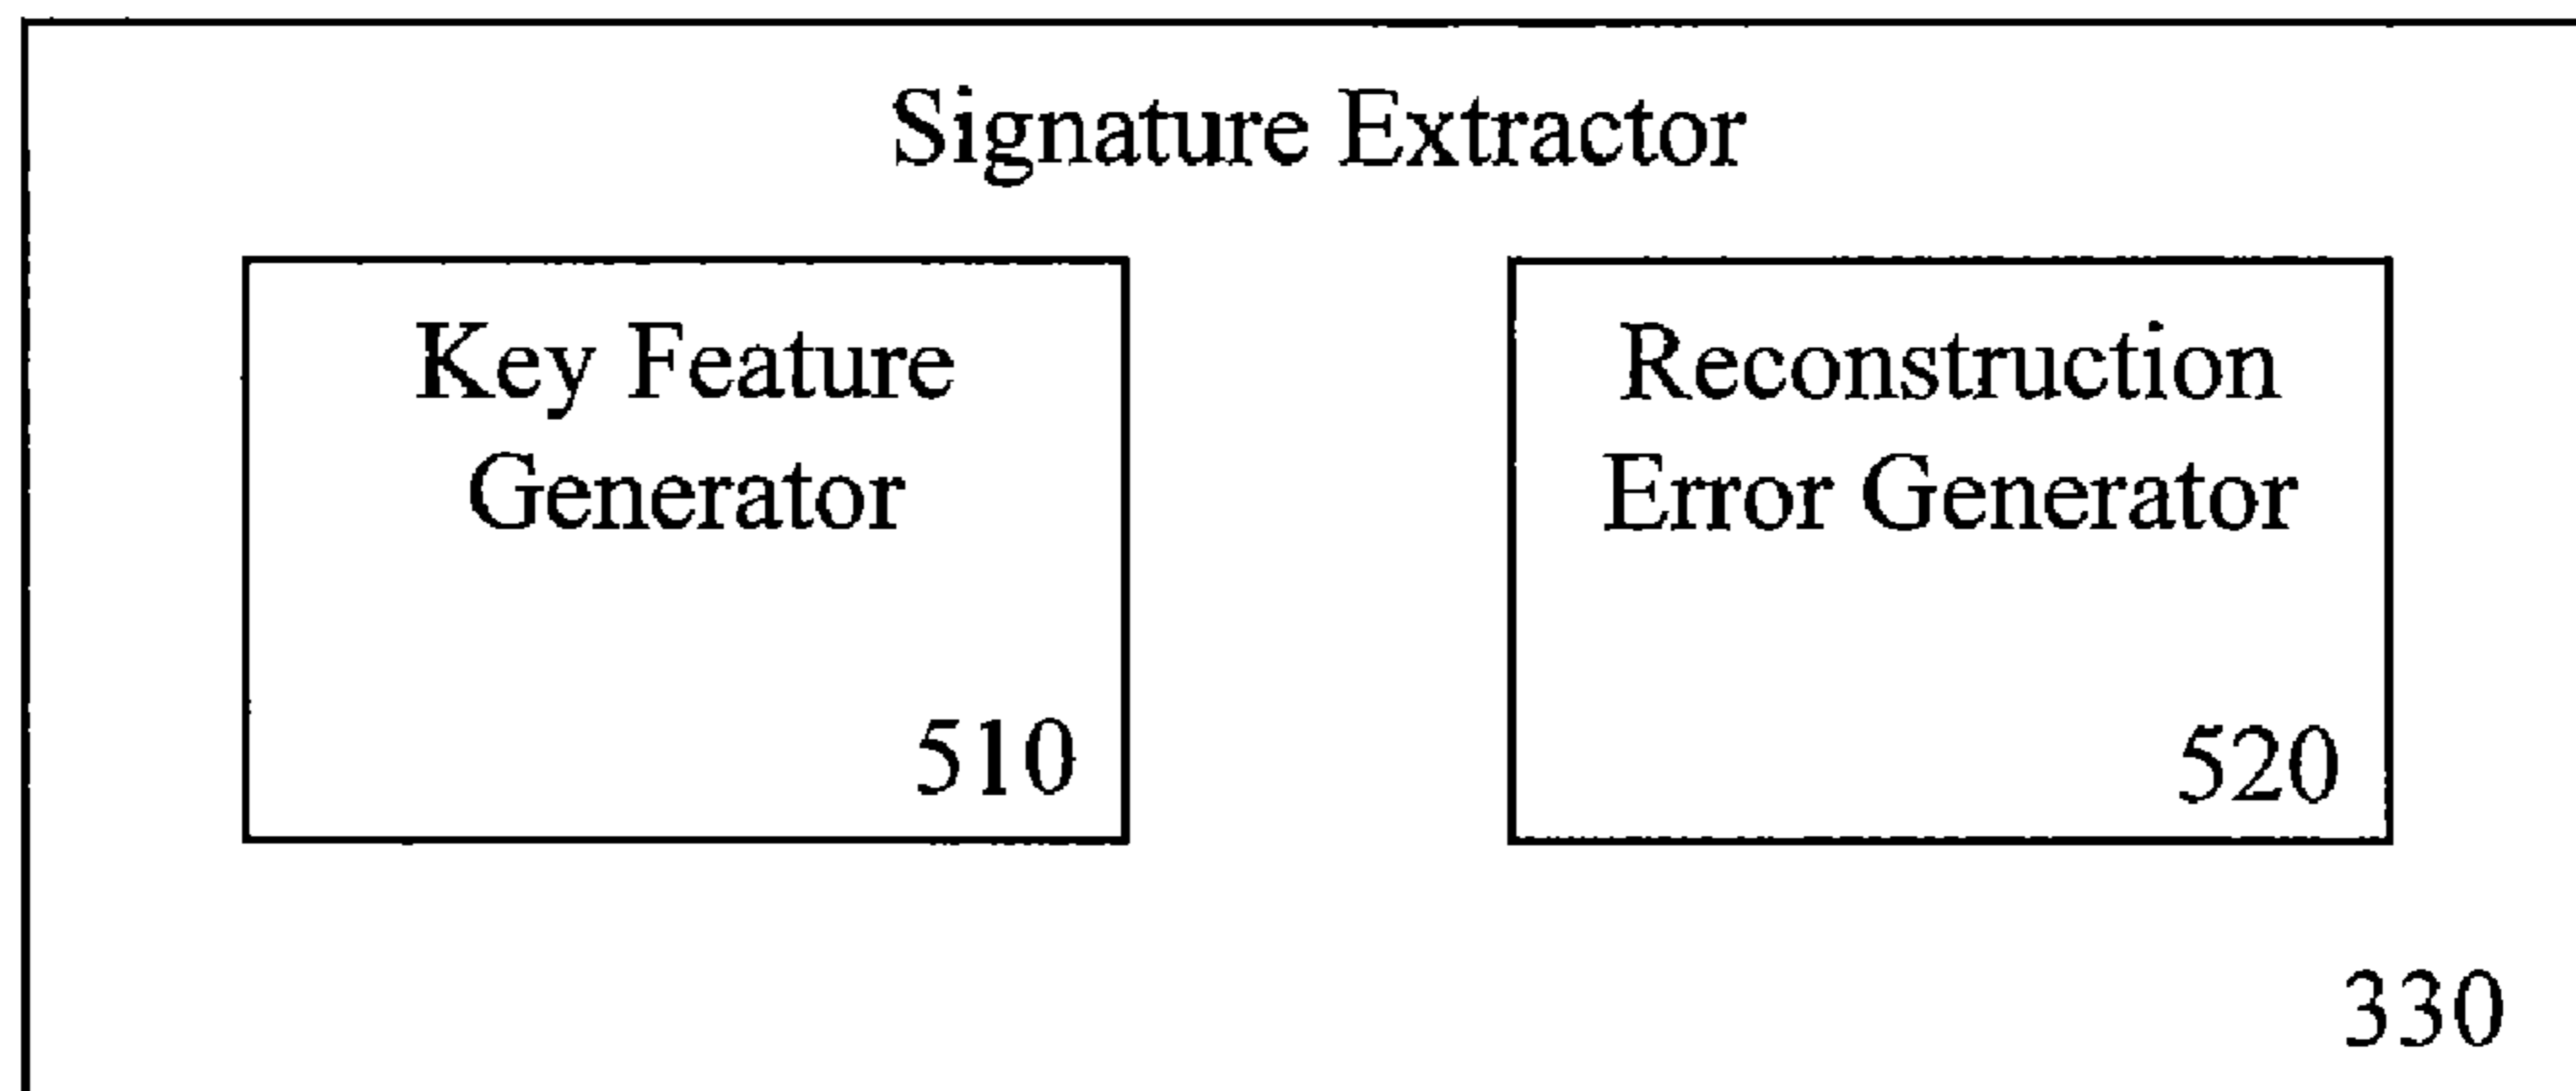 Signature Extractor
Key Feature
Generator
510
Reconstruction
Error Generator
520
330